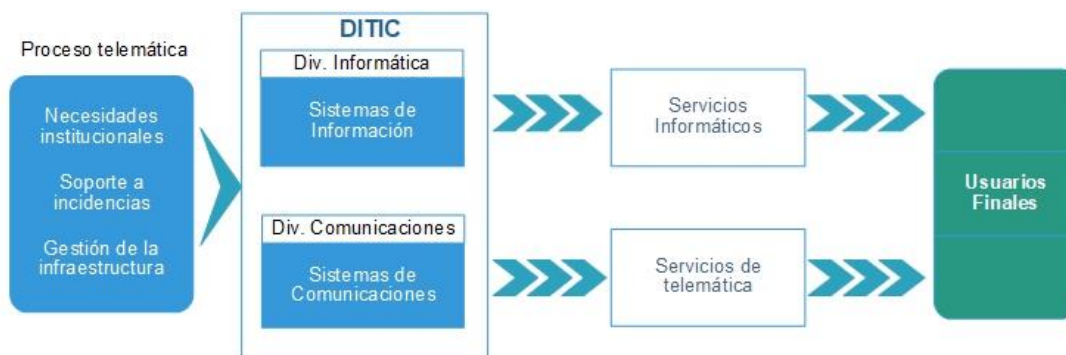 Proceso telemática
Necesidades
institucionales
Soporte a
incidencias
Gestión de la
infraestructura
DITIC
Div. Informática
Sistemas de
Información
Div. Comunicaciones
Sistemas de
Comunicaciones
Servicios
Informáticos
Servicios de
telemática
Usuarios
Finales